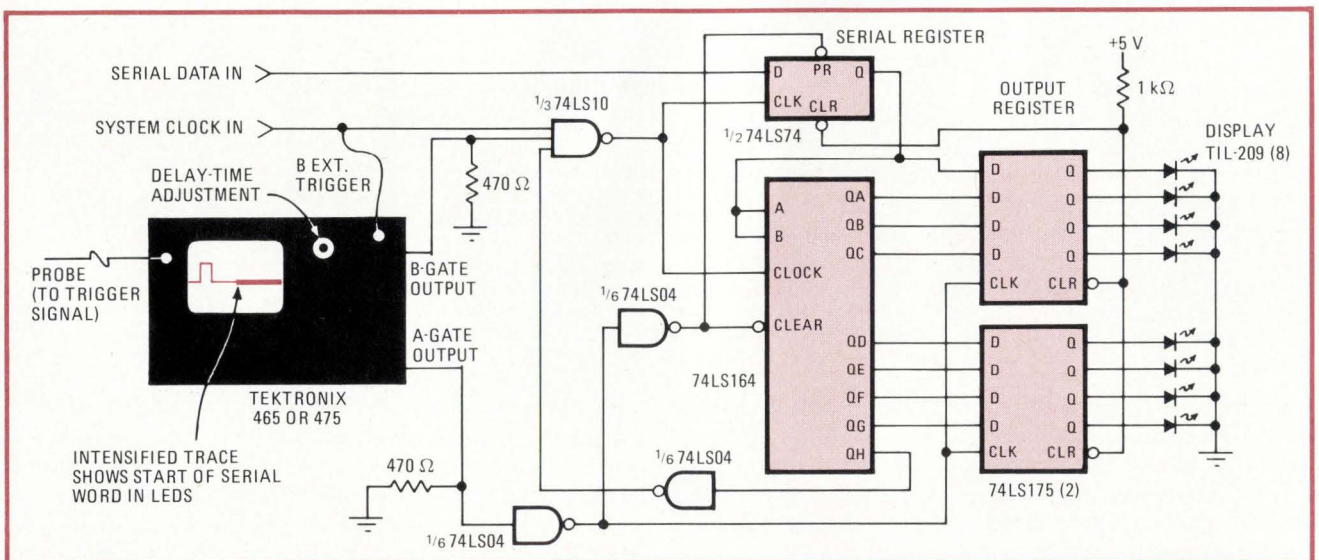 SERIAL DATA IN
SYSTEM CLOCK IN
DELAY-TIME
ADJUSTMENT
B EXT.
TRIGGER
PROBE
(TO TRIGGER
SIGNAL)
B-GATE
OUTPUT
A-GATE
OUTPUT
TEKTRONIX
465 OR 475
INTENSIFIED TRACE
SHOWS START OF SERIAL
WORD IN LEDS
470 Ω
470 Ω
1/3 74LS10
1/6 74LS04
1/6 74LS04
1/6 74LS04
SERIAL REGISTER
D PR Q
CLK CLR
1/2 74LS74
A
B
CLOCK
CLEAR
QA
QB
QC
QD
QE
QF
QG
QH
74LS164
+5 V
1 kΩ
OUTPUT
REGISTER
D Q
D Q
D Q
D Q
CLK CLR
D Q
D Q
D Q
D Q
CLK CLR
74LS175 (2)
DISPLAY
TIL-209 (8)